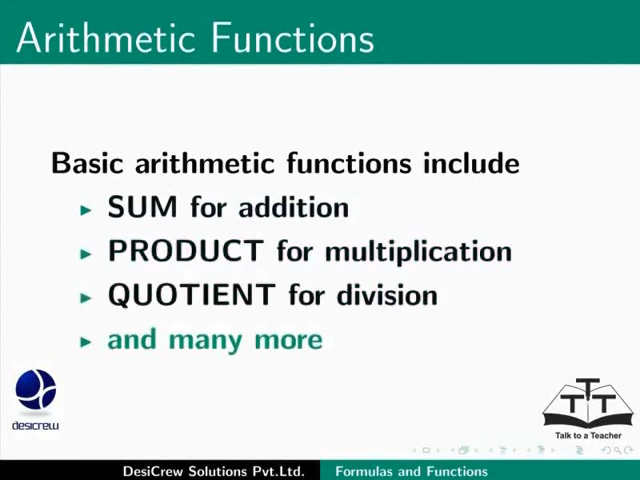 Arithmetic Functions
Basic arithmetic functions include
SUM for addition
PRODUCT for multiplication
QUOTIENT for division
and many more
desicrew
T T T
Talk to a Teacher
DesiCrew Solutions Pvt.Ltd. Formulas and Functions